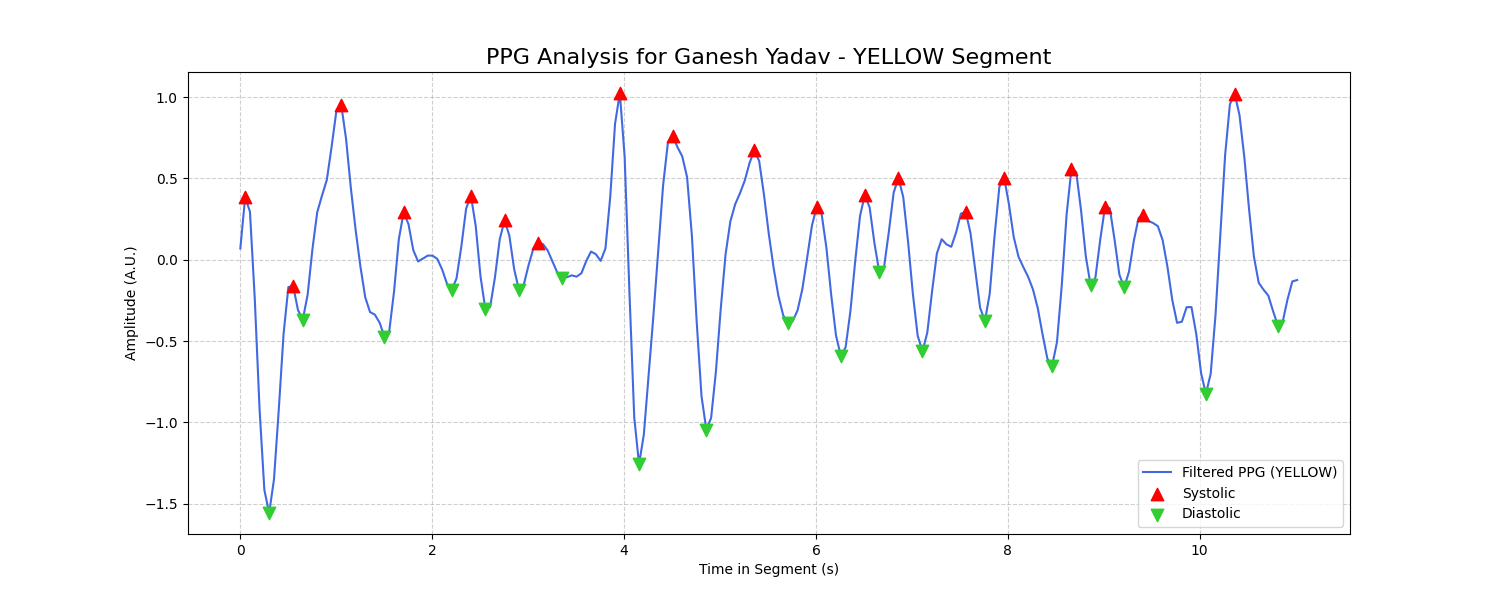 PPG Analysis for Ganesh Yadav - YELLOW Segment
Amplitude (A.U.)
1.0
0.5
0.0
−0.5
−1.0
−1.5
0 2 4 6 8 10
Time in Segment (s)
Filtered PPG (YELLOW)
Systolic
Diastolic